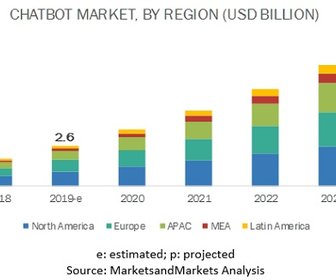 CHATBOT MARKET, BY REGION (USD BILLION)
2.6
18 2019-e 2020 2021 2022 202
North America Europe APAC MEA Latin America
e: estimated; p: projected
Source: MarketsandMarkets Analysis